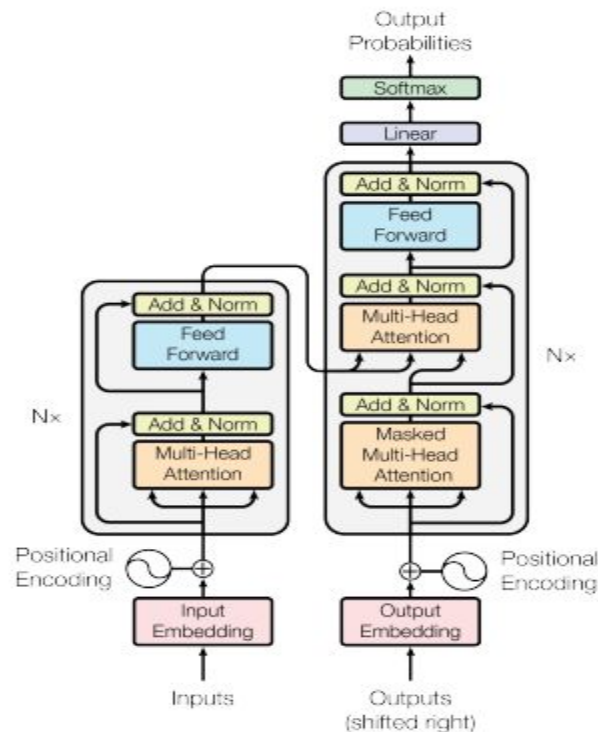 Output
Probabilities
Softmax
Linear
Add & Norm
Feed
Forward
Add & Norm
Multi-Head
Attention
Add & Norm
Masked
Multi-Head
Attention
N×
Add & Norm
Feed
Forward
N×
Add & Norm
Multi-Head
Attention
Positional
Encoding
Positional
Encoding
Input
Embedding
Output
Embedding
Inputs
Outputs
(shifted right)